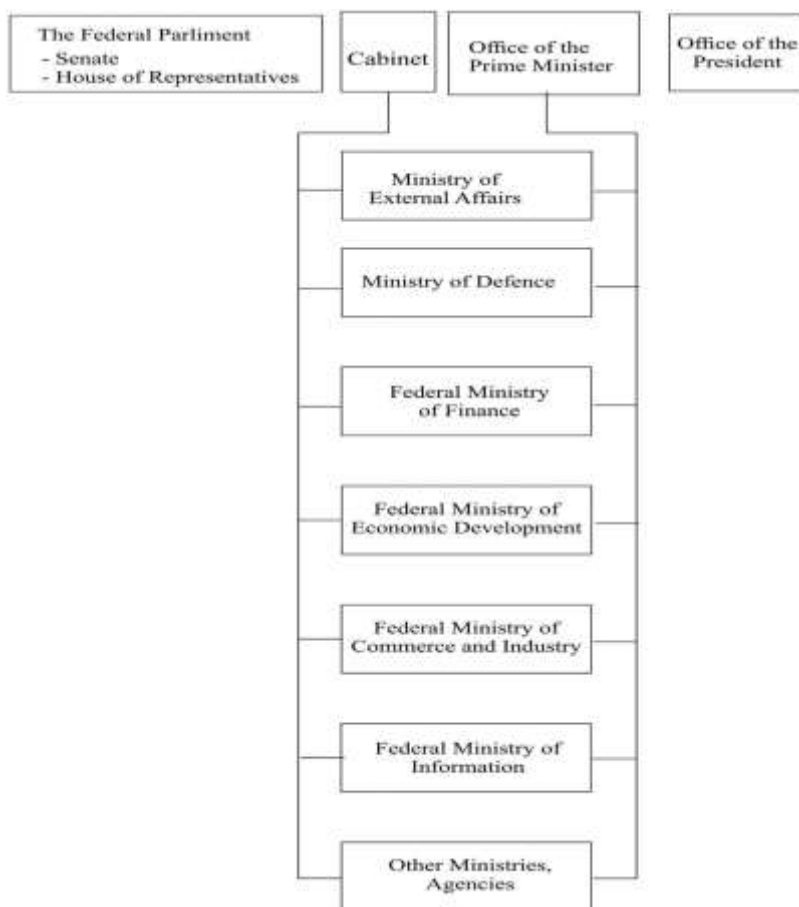 The Federal Parliment
- Senate
- House of Representatives
Cabinet
Office of the
Prime Minister
Office of the
President
Ministry of
External Affairs
Ministry of Defence
Federal Ministry
of Finance
Federal Ministry of
Economic Development
Federal Ministry of
Commerce and Industry
Federal Ministry of
Information
Other Ministries,
Agencies